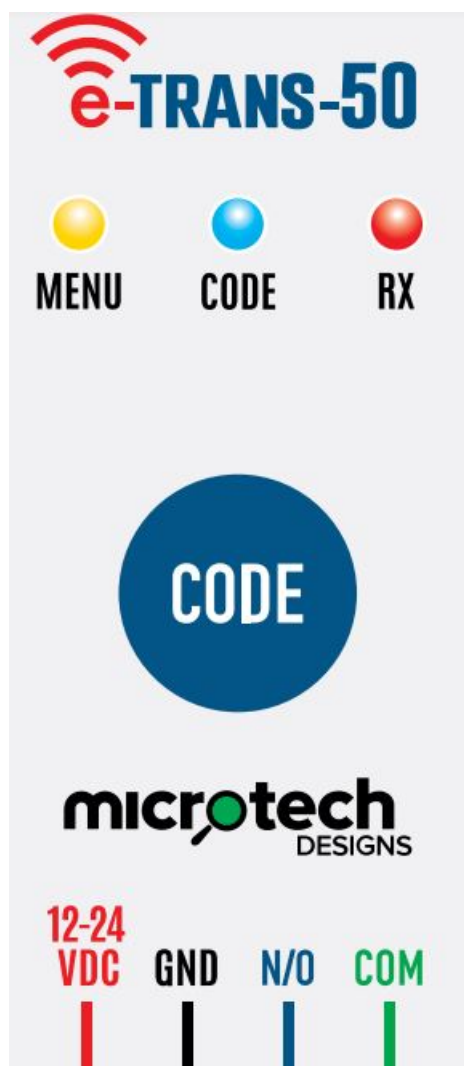 e-TRANS-50
MENU CODE RX
CODE
microtech
DESIGNS
12-24
VDC GND N/O COM